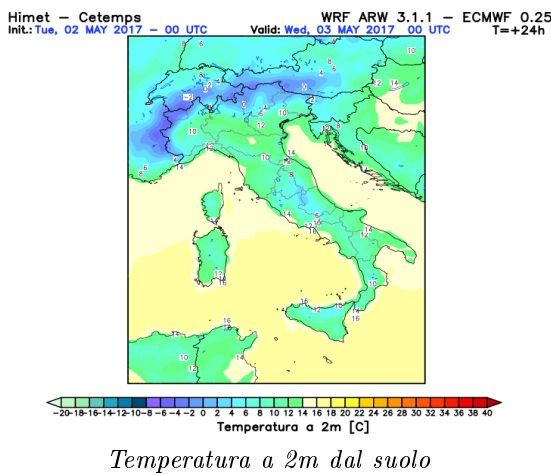 Himet – Cetemps WRF ARW 3.1.1 – ECMWF 0.25
Init.: Tue, 02 MAY 2017 – 00 UTC Valid: Wed, 03 MAY 2017 00 UTC T=+24h
-20 -18 -16 -14 -12 -10 -8 -6 -4 -2 0 2 4 6 8 10 12 14 16 18 20 22 24 26 28 30 32 34 36 38 40
Temperatura a 2m [C]
Temperatura a 2m dal suolo